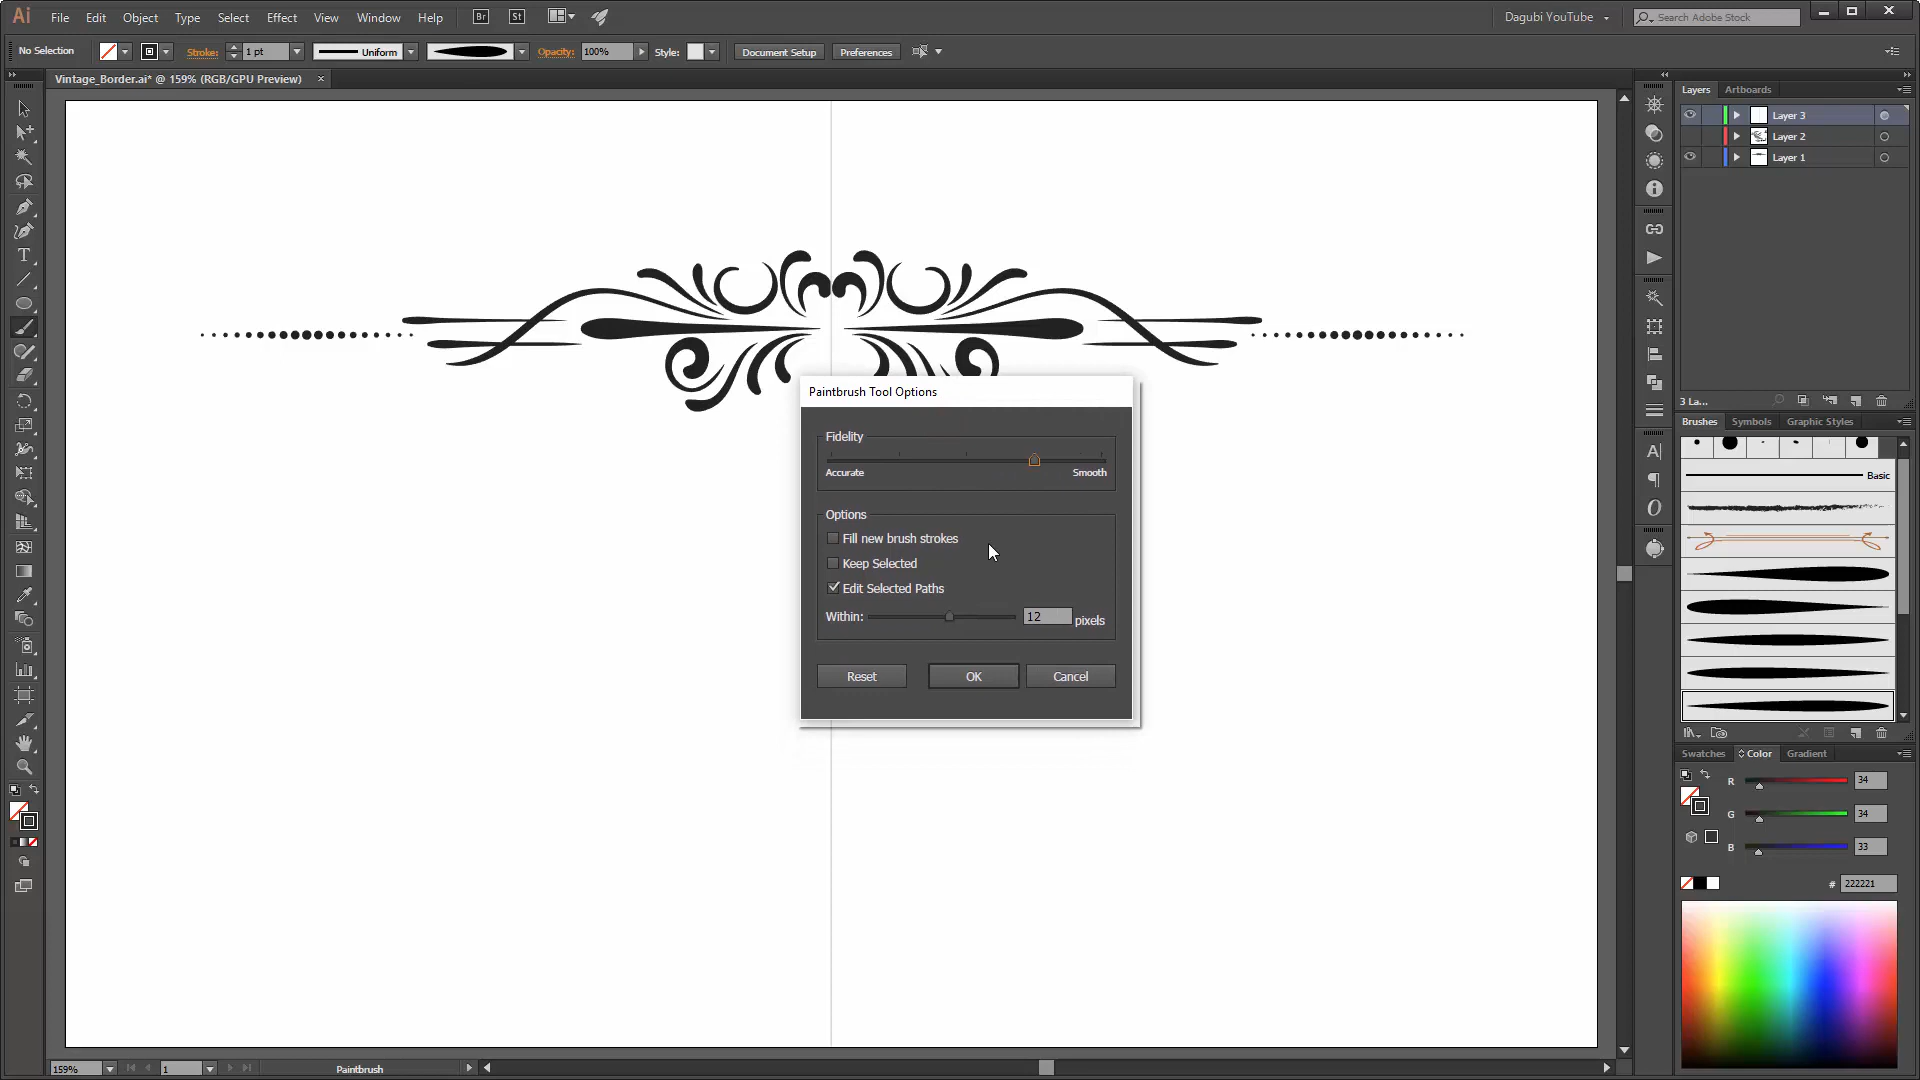 Ai File Edit Object Type Select Effect View Window Help Br St Dagubi YouTube Search Adobe Stock
No Selection Stroke: 1 pt Uniform Opacity: 100% Style: Document Setup Preferences
Vintage_Border.ai* @ 159% (RGB/GPU Preview)
Layers Artboards
Layer 3
Layer 2
Layer 1
3 La...
Brushes Symbols Graphic Styles
Basic
Paintbrush Tool Options
Fidelity
Accurate Smooth
Options
Fill new brush strokes
Keep Selected
Edit Selected Paths
Within: 12 pixels
Reset OK Cancel
Swatches Color Gradient
R 34
G 34
B 33
# 222221
159% 1 Paintbrush